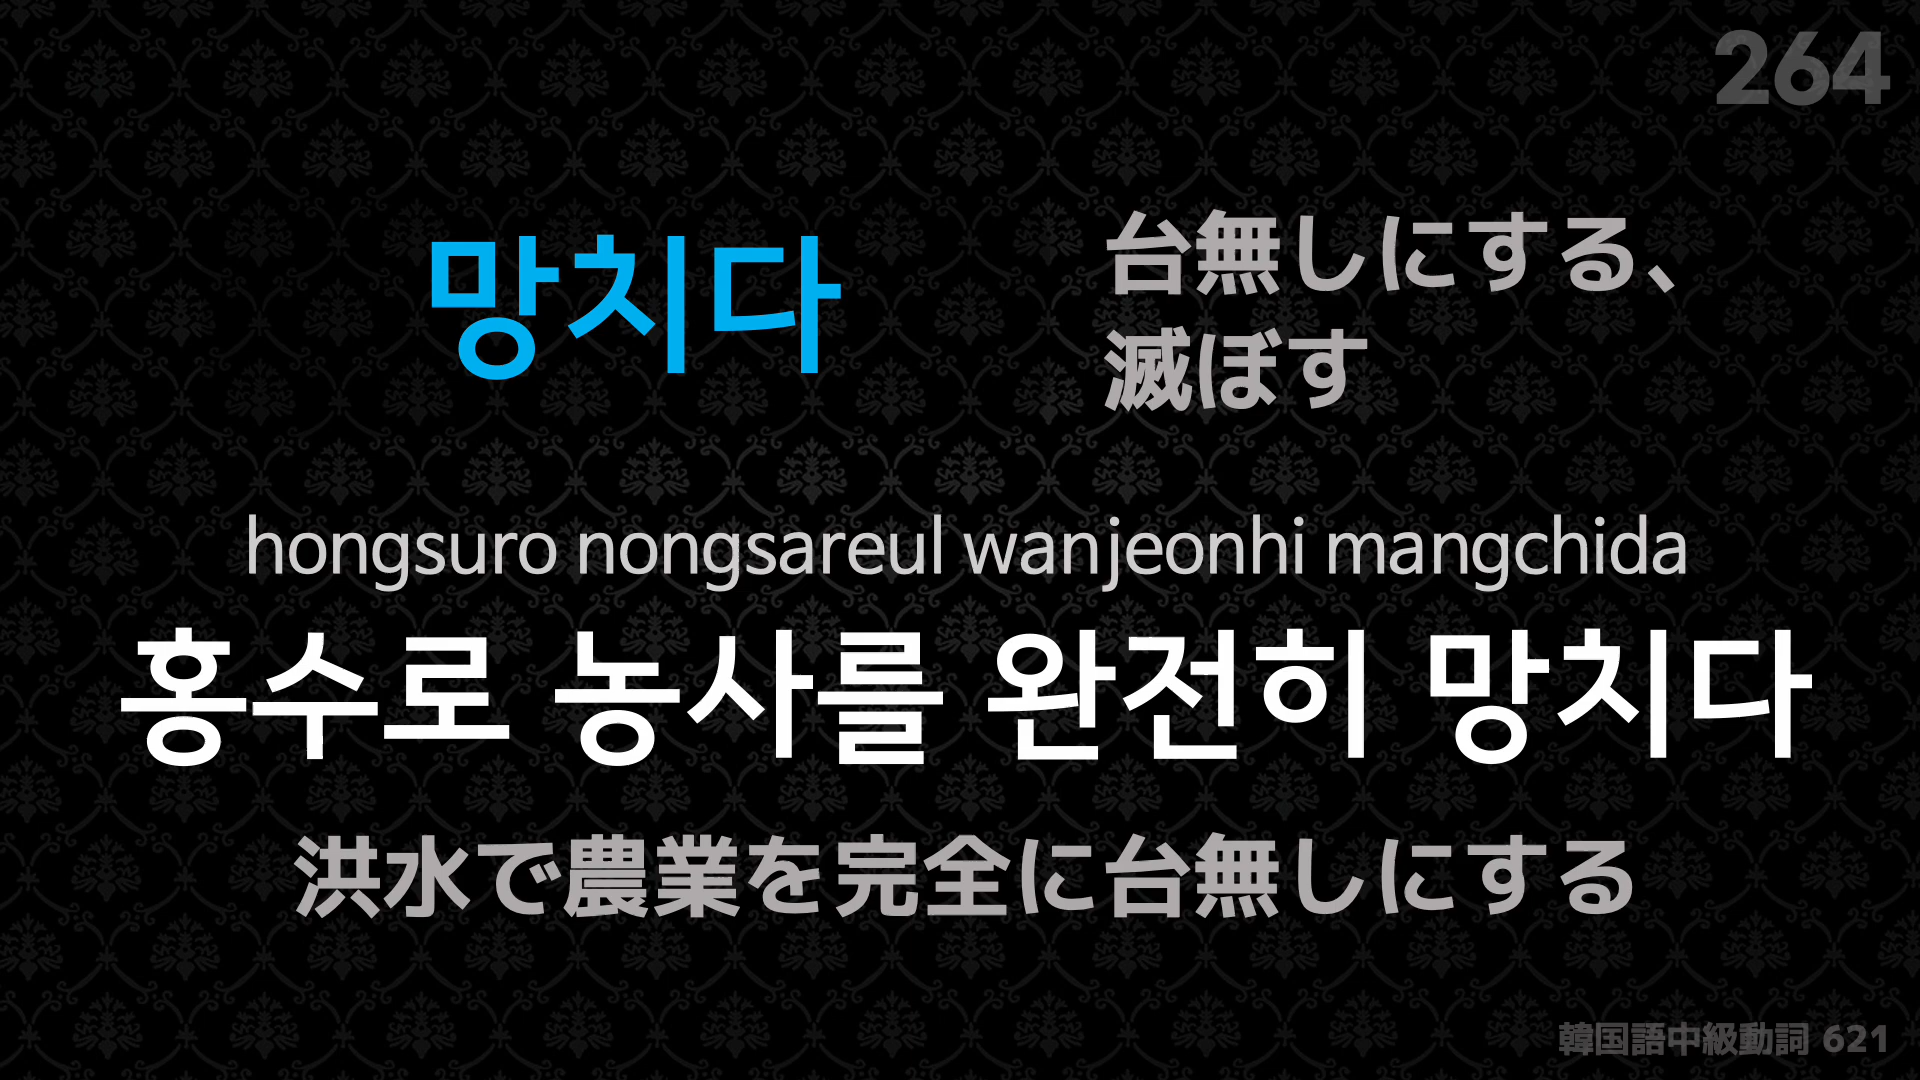 264
망치다
台無しにする、
滅ぼす
hongsuro nongsareul wanjeonhi mangchida
홍수로 농사를 완전히 망치다
洪水で農業を完全に台無しにする
韓国語中級動詞 621